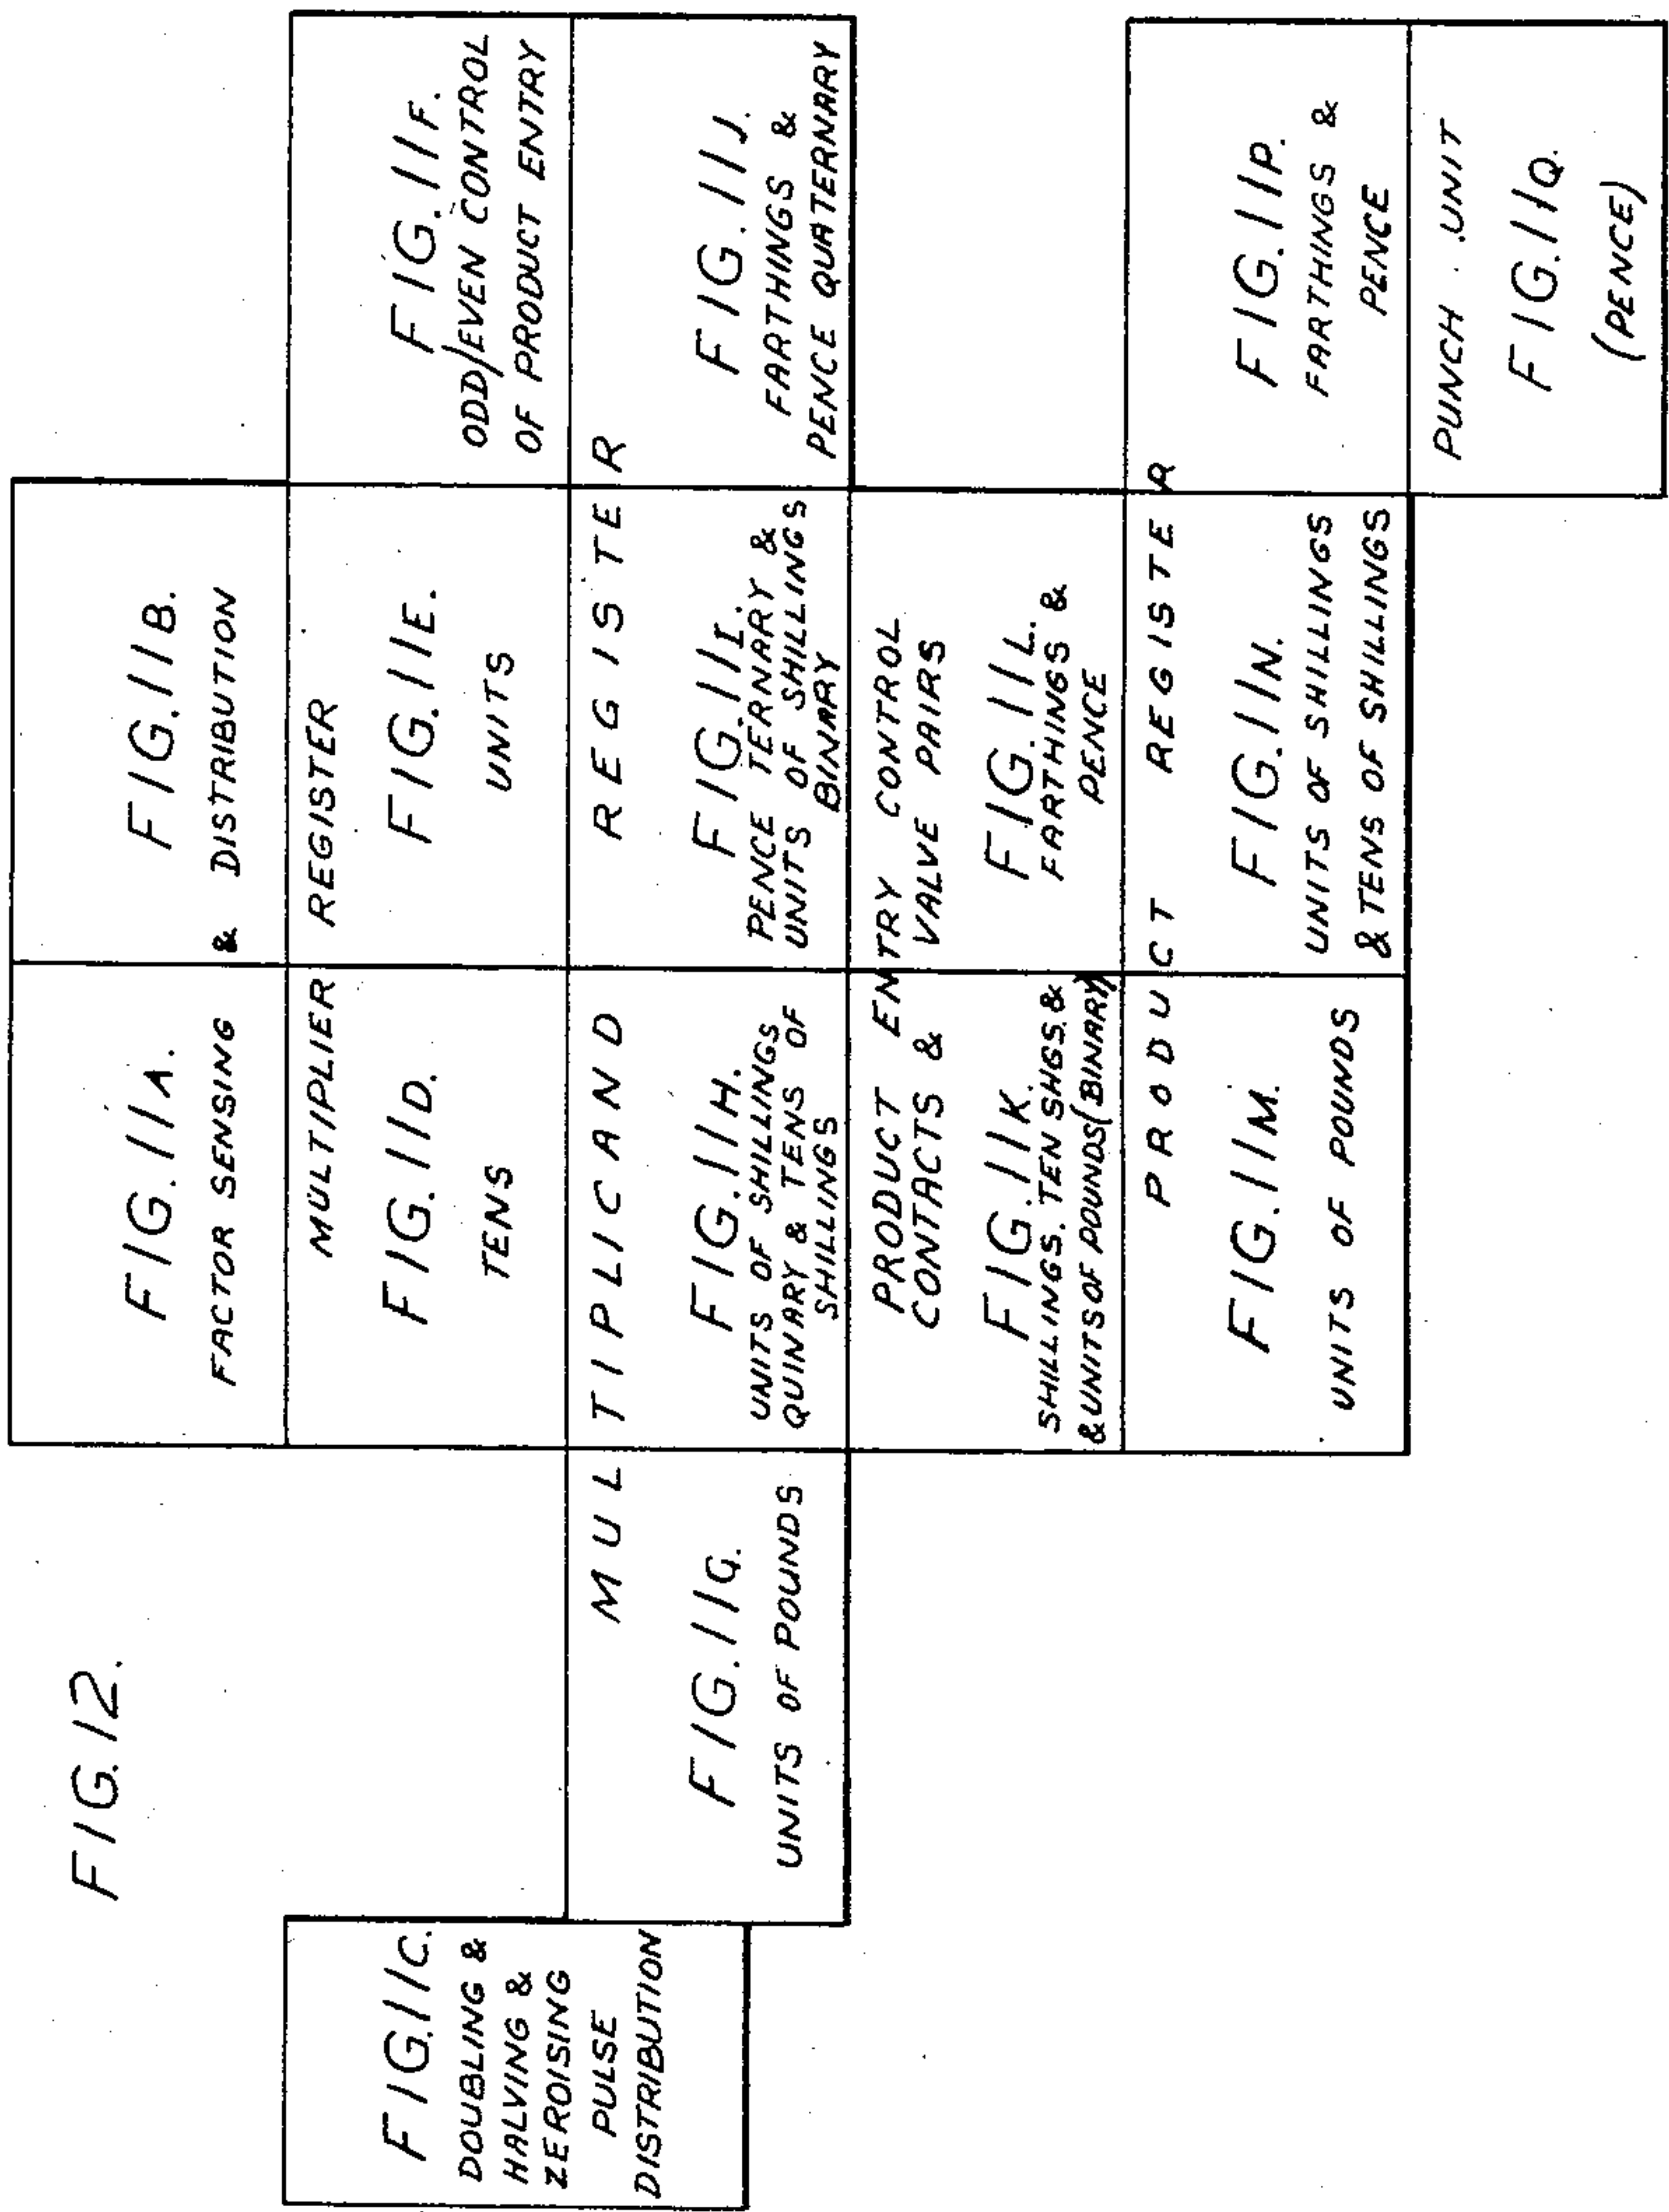 FIG.12.
FIG.11A.
FACTOR SENSING
FIG.11B.
& DISTRIBUTION
FIG.11C.
DOUBLING &
HALVING &
ZEROISING
PULSE
DISTRIBUTION
MULTIPLIER REGISTER
FIG.11D.
TENS
FIG.11E.
UNITS
FIG.11F.
ODD/EVEN CONTROL
OF PRODUCT ENTRY
MULTIPLICAND REGISTER
FIG.11G.
UNITS OF POUNDS
FIG.11H.
UNITS OF SHILLINGS
QUINARY & TENS OF
SHILLINGS
FIG.11I.
PENCE TERNARY &
UNITS OF SHILLINGS
BINARY
FIG.11J.
FARTHINGS &
PENCE QUATERNARY
PRODUCT ENTRY CONTROL
CONTACTS & VALVE PAIRS
FIG.11K.
SHILLINGS. TEN SHGS. &
& UNITS OF POUNDS (BINARY)
FIG.11L.
FARTHINGS &
PENCE
PRODUCT REGISTER
FIG.11M.
UNITS OF POUNDS
FIG.11N.
UNITS OF SHILLINGS
& TENS OF SHILLINGS
FIG.11P.
FARTHINGS &
PENCE
PUNCH UNIT
FIG.11Q.
(PENCE)